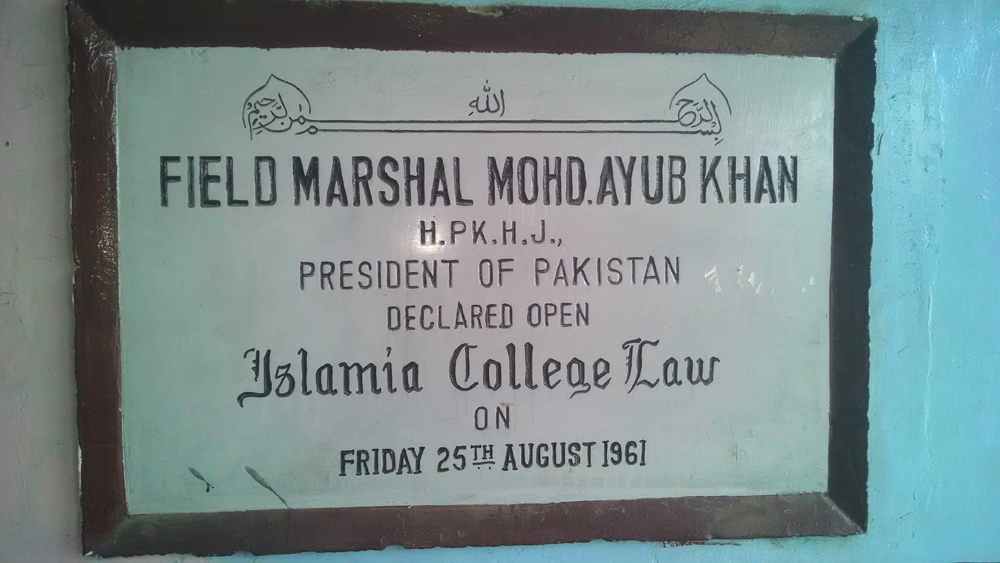 بسم الله الرحمن الرحيم
FIELD MARSHAL MOHD. AYUB KHAN
H.PK.H.J.,
PRESIDENT OF PAKISTAN
DECLARED OPEN
Islamia College Law
ON
FRIDAY 25TH AUGUST 1961